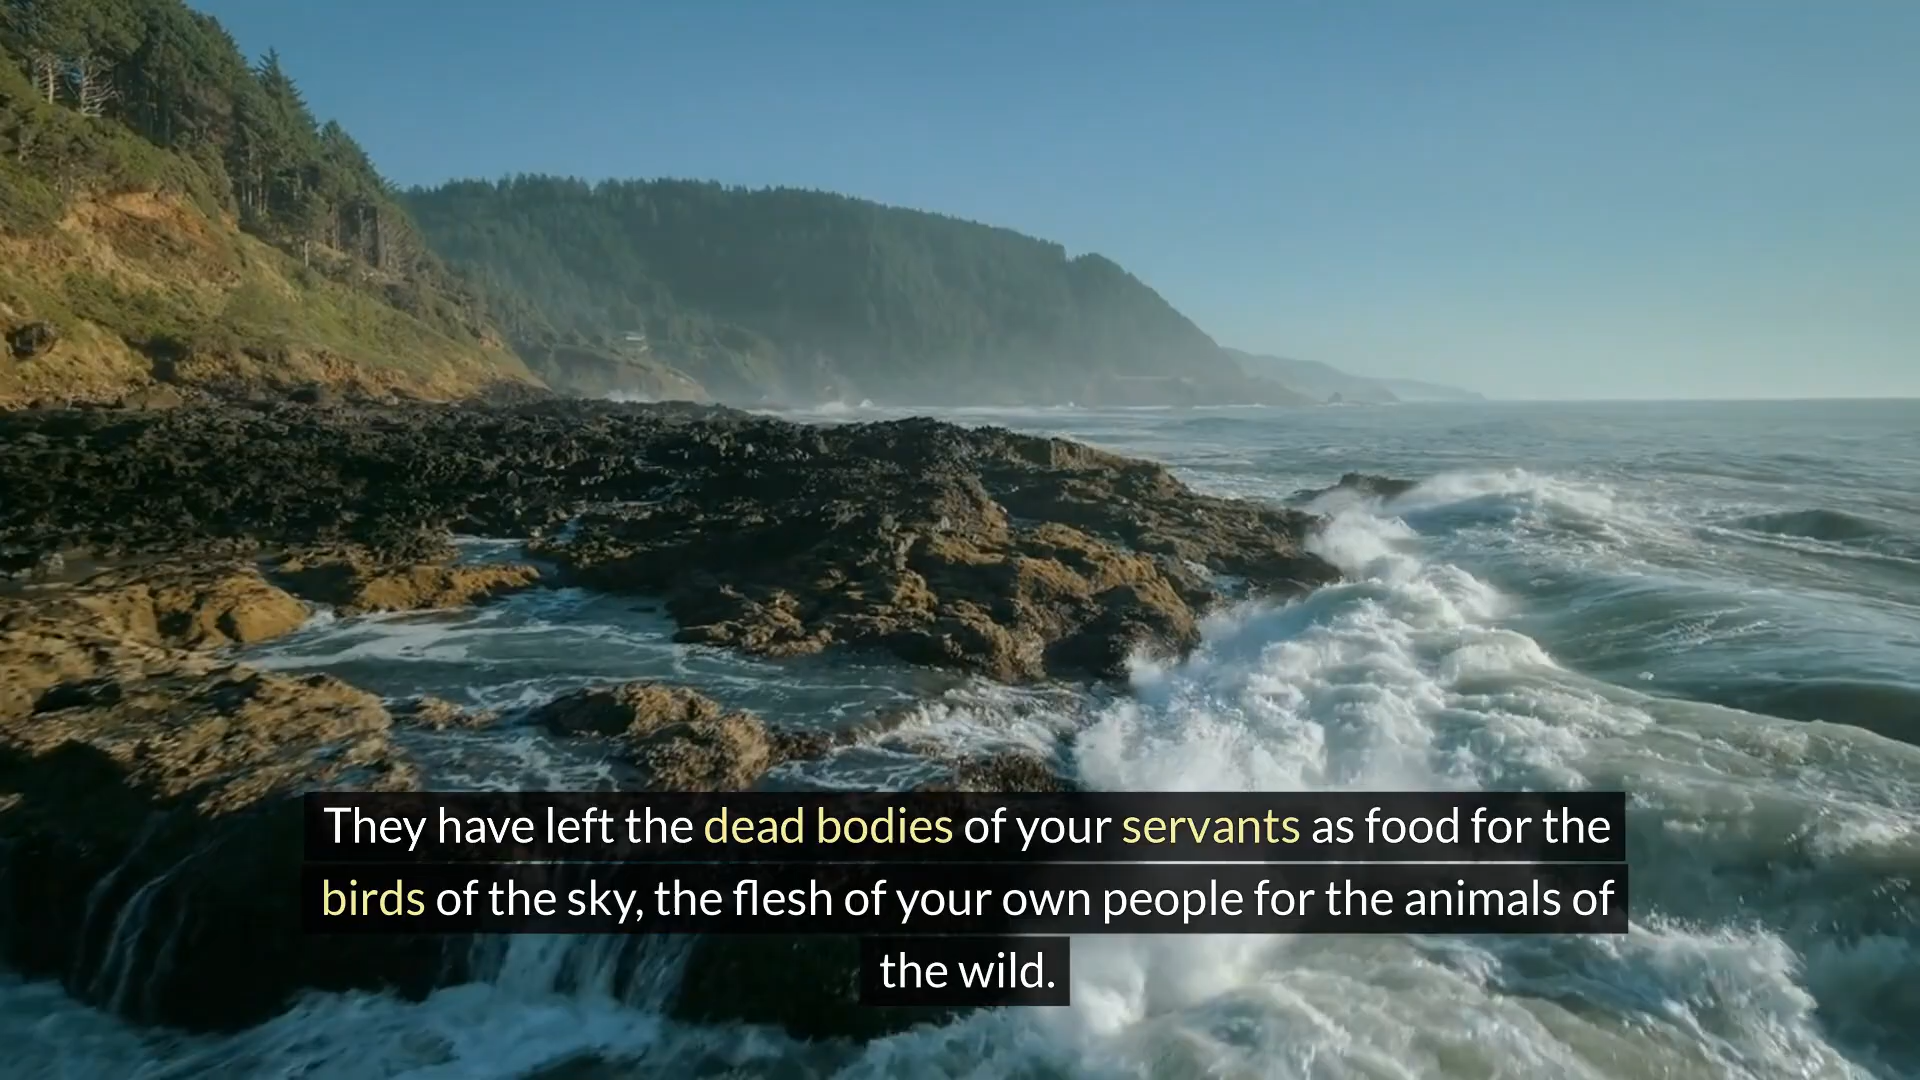 They have left the dead bodies of your servants as food for the
birds of the sky, the flesh of your own people for the animals of
the wild.